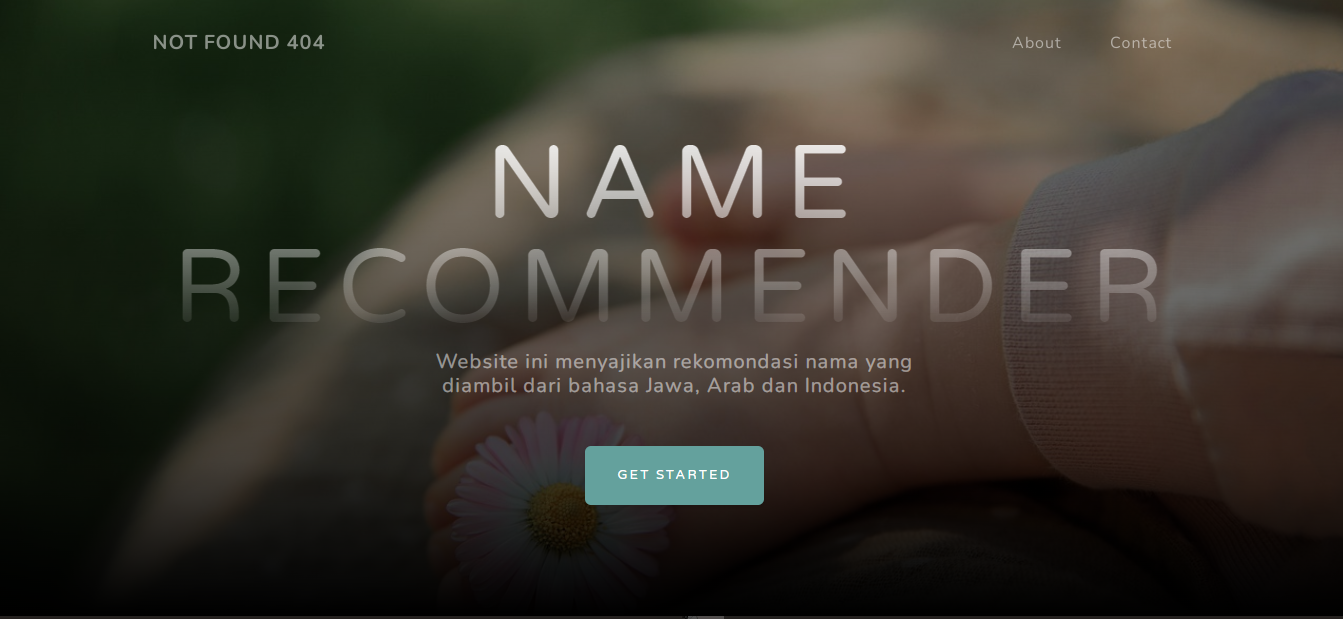 NOT FOUND 404
About
Contact
NAME
RECOMMENDER
Website ini menyajikan rekomondasi nama yang
diambil dari bahasa Jawa, Arab dan Indonesia.
GET STARTED